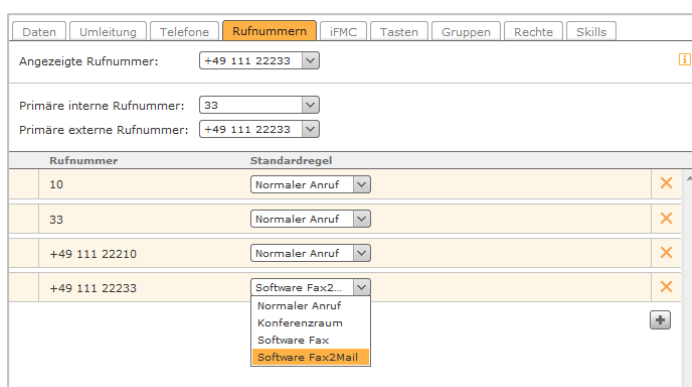 Daten Umleitung Telefone Rufnummern iFMC Tasten Gruppen Rechte Skills
Angezeigte Rufnummer: +49 111 22233
Primäre interne Rufnummer: 33
Primäre externe Rufnummer: +49 111 22233
Rufnummer Standardregel
10 Normaler Anruf
33 Normaler Anruf
+49 111 22210 Normaler Anruf
+49 111 22233 Software Fax2...
Normaler Anruf
Konferenzraum
Software Fax
Software Fax2Mail